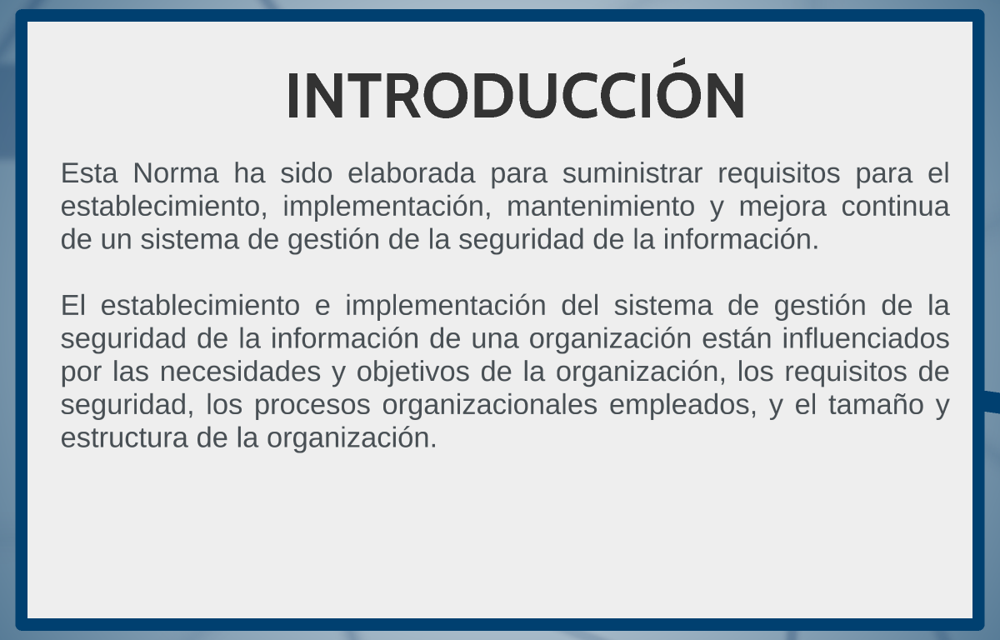 INTRODUCCIÓN
Esta Norma ha sido elaborada para suministrar requisitos para el
establecimiento, implementación, mantenimiento y mejora continua
de un sistema de gestión de la seguridad de la información.
El establecimiento e implementación del sistema de gestión de la
seguridad de la información de una organización están influenciados
por las necesidades y objetivos de la organización, los requisitos de
seguridad, los procesos organizacionales empleados, y el tamaño y
estructura de la organización.